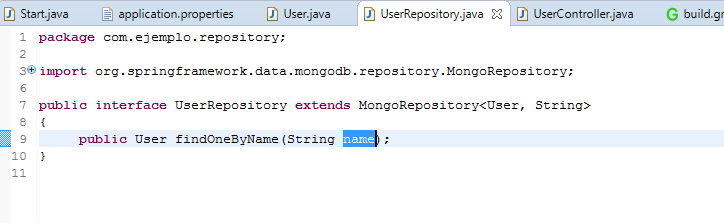 Start.java application.properties User.java UserRepository.java UserController.java build.gr
1 package com.ejemplo.repository;
2
3 import org.springframework.data.mongodb.repository.MongoRepository;
6
7 public interface UserRepository extends MongoRepository<User, String>
8 {
9 public User findOneByName(String name);
10 }
11